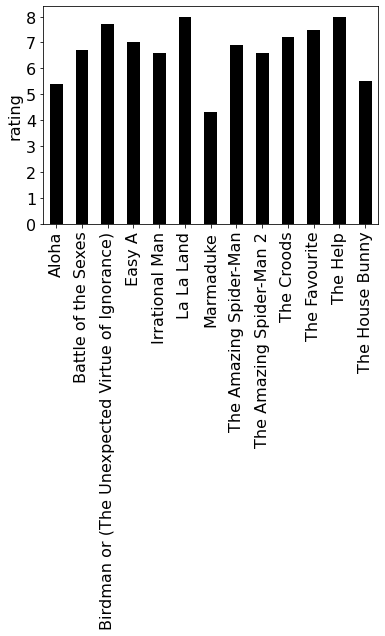 8
7
6
5
4
3
2
1
0
rating
Aloha
Battle of the Sexes
Birdman or (The Unexpected Virtue of Ignorance)
Easy A
Irrational Man
La La Land
Marmaduke
The Amazing Spider-Man
The Amazing Spider-Man 2
The Croods
The Favourite
The Help
The House Bunny